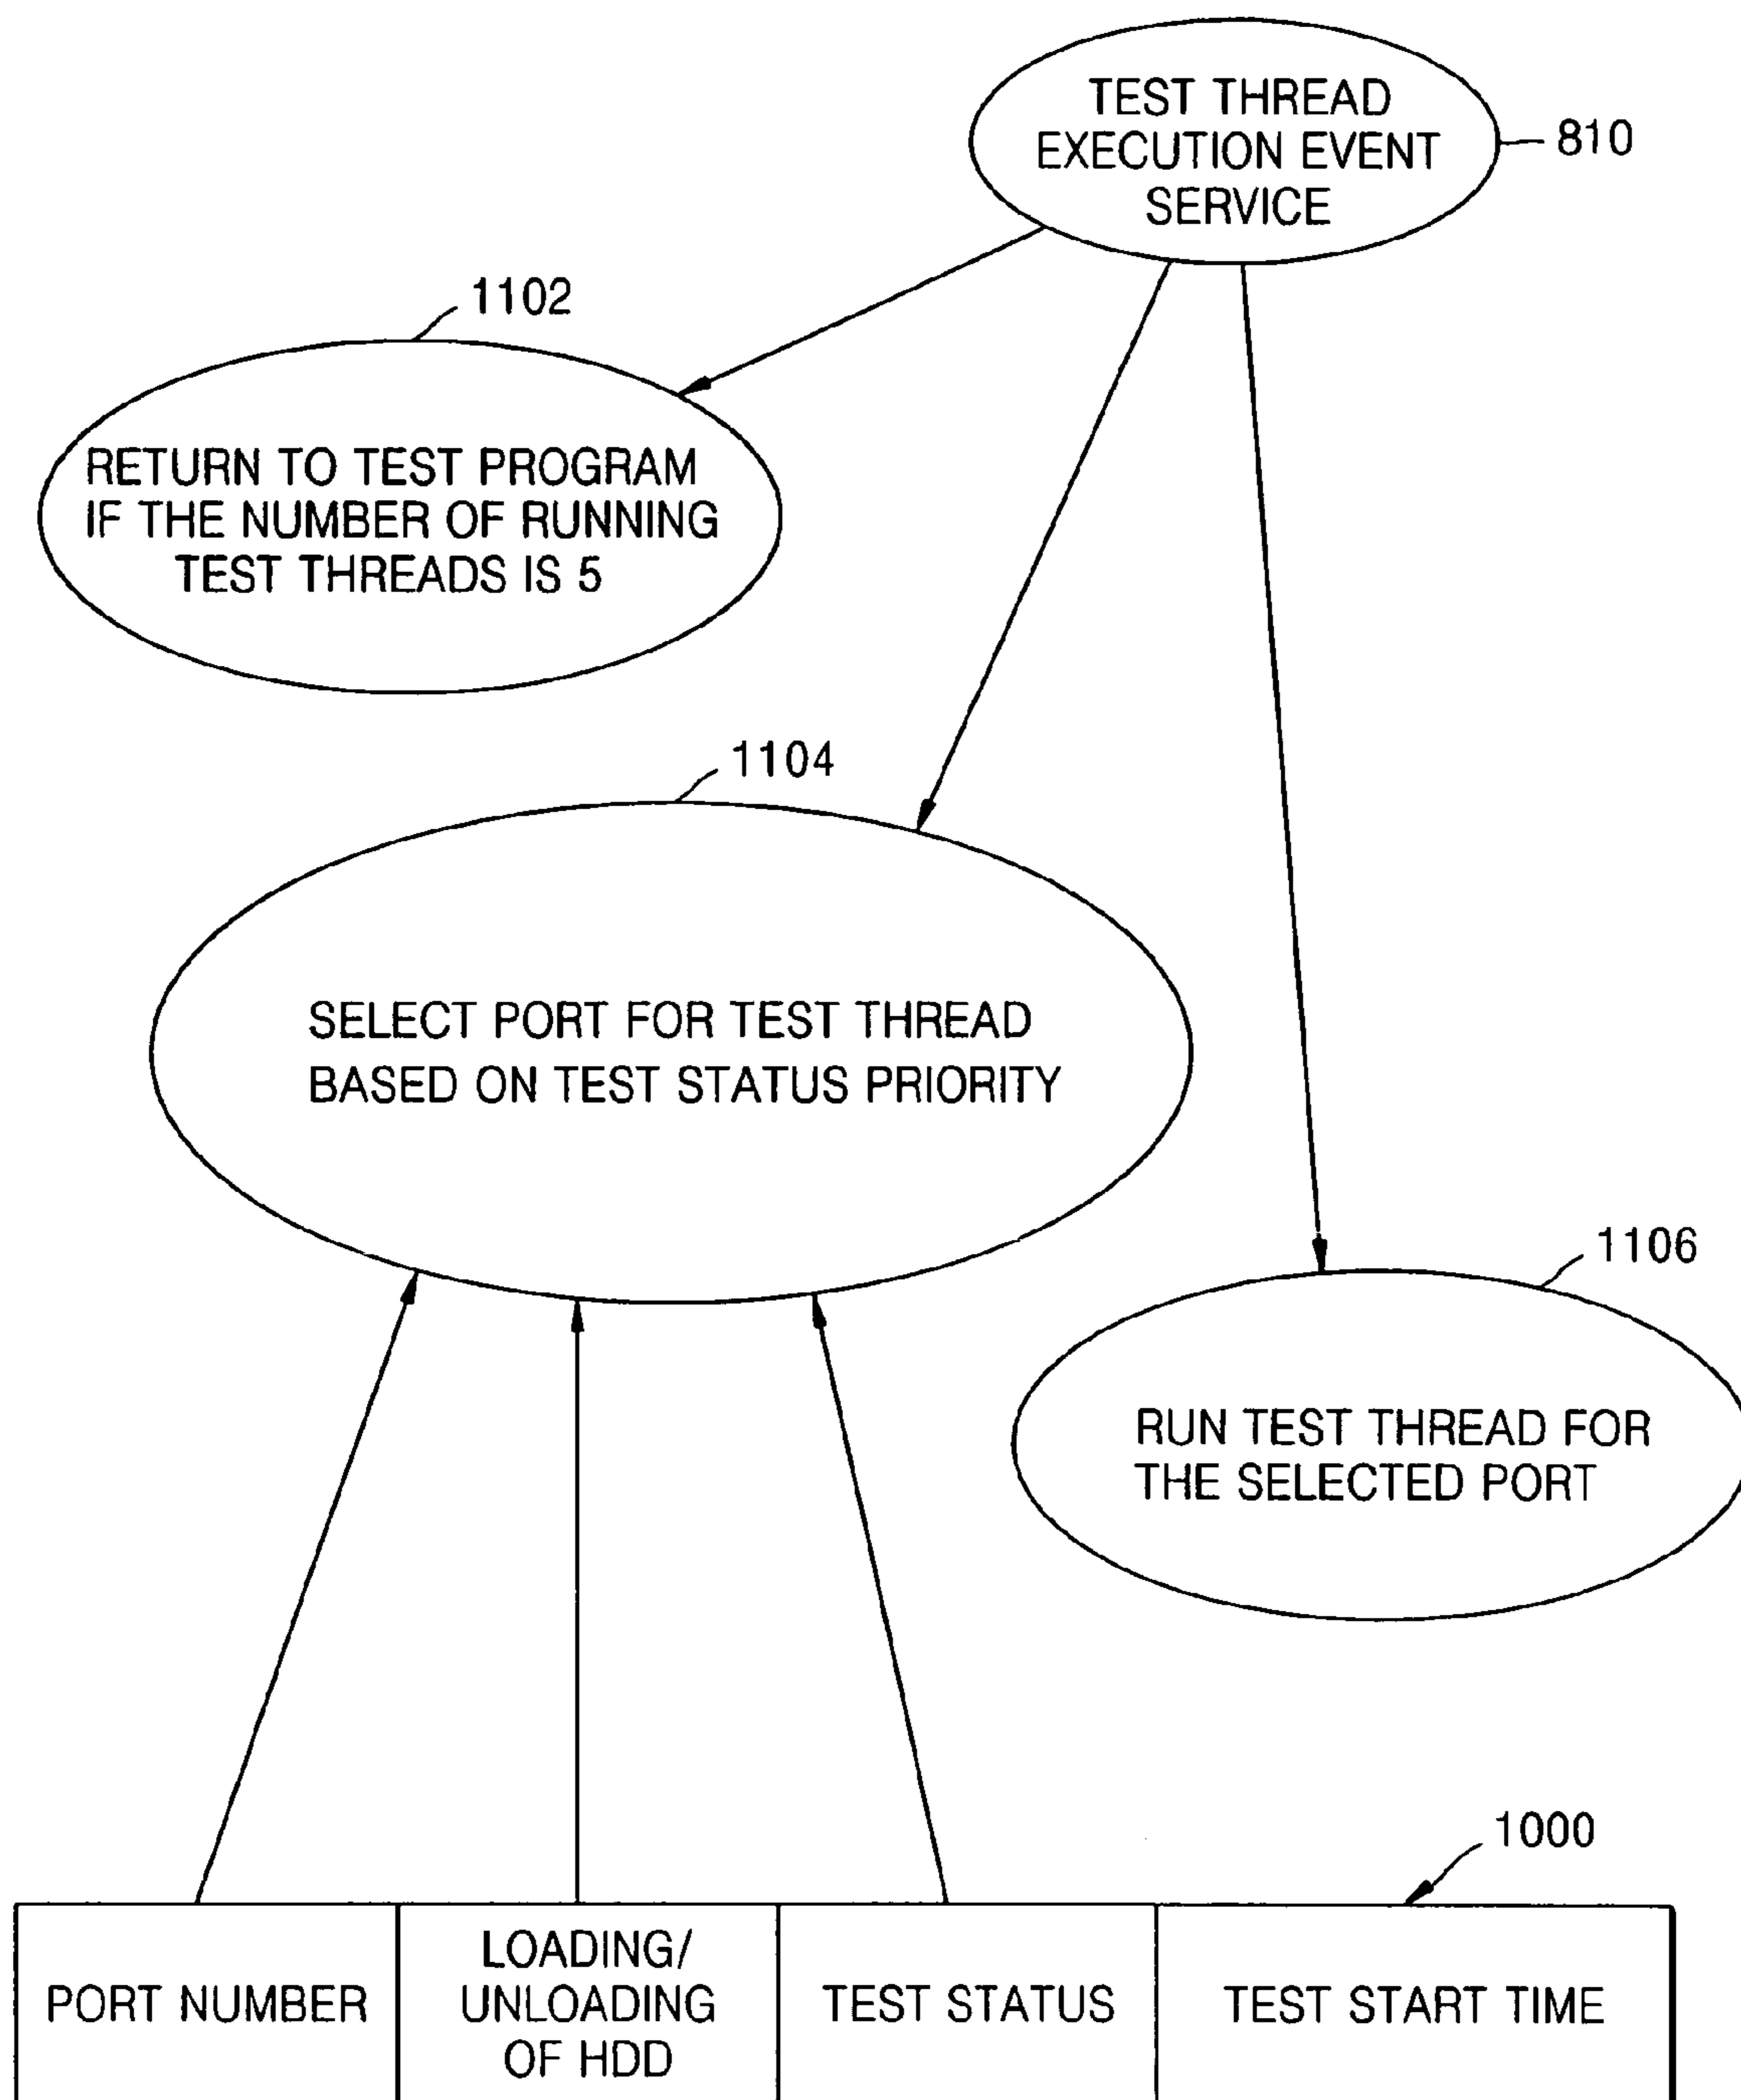 TEST THREAD
EXECUTION EVENT
SERVICE
810
1102
RETURN TO TEST PROGRAM
IF THE NUMBER OF RUNNING
TEST THREADS IS 5
1104
SELECT PORT FOR TEST THREAD
BASED ON TEST STATUS PRIORITY
1106
RUN TEST THREAD FOR
THE SELECTED PORT
1000
PORT NUMBER
LOADING/
UNLOADING
OF HDD
TEST STATUS
TEST START TIME